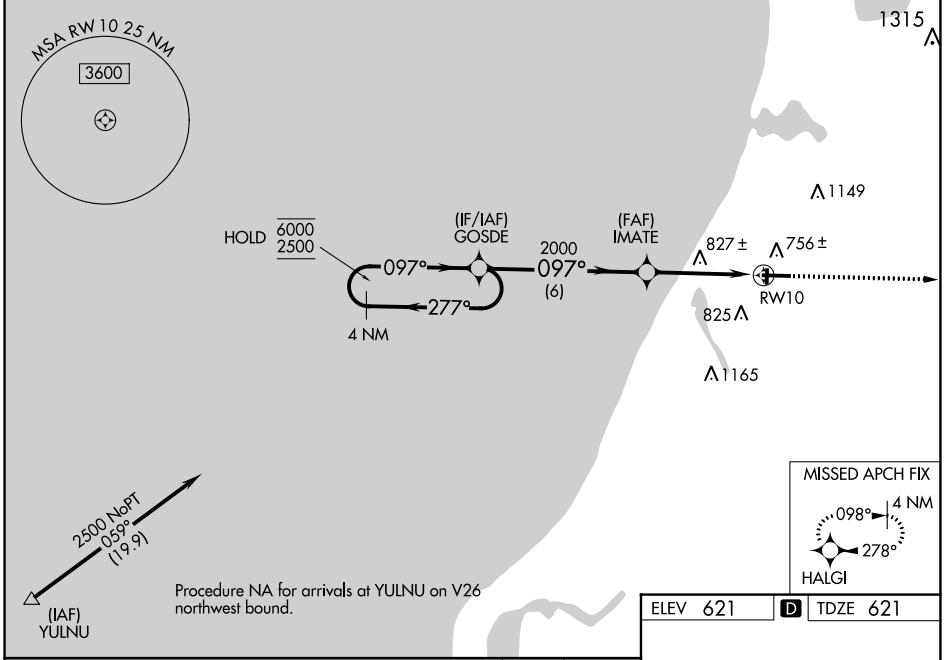 MSA RW 10 25 NM
3600
1315
1149
HOLD
6000
2500
(IF/IAF)
GOSDE
(FAF)
IMATE
2000
097°
097°
(6)
277°
4 NM
827 ±
756 ±
RW10
825
1165
2500 NoPT
059°
(19.9)
(IAF)
YULNU
Procedure NA for arrivals at YULNU on V26
northwest bound.
MISSED APCH FIX
4 NM
098°
278°
HALGI
ELEV 621
D
TDZE 621